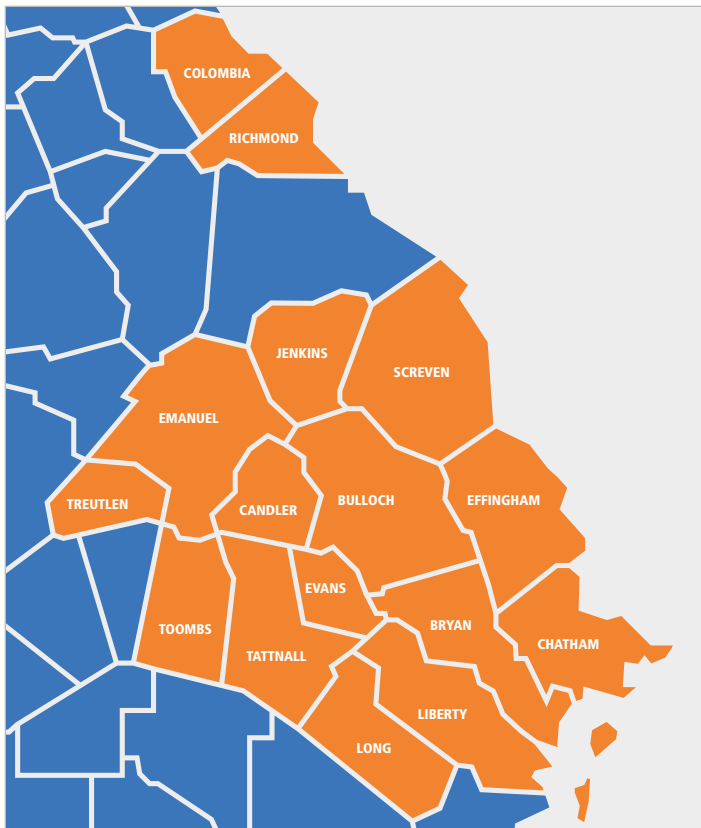 COLOMBIA
RICHMOND
JENKINS
SCREVEN
EMANUEL
TREUTLEN
CANDLER
BULLOCH
EFFINGHAM
EVANS
TOOMBS
BRYAN
TATTNALL
CHATHAM
LIBERTY
LONG